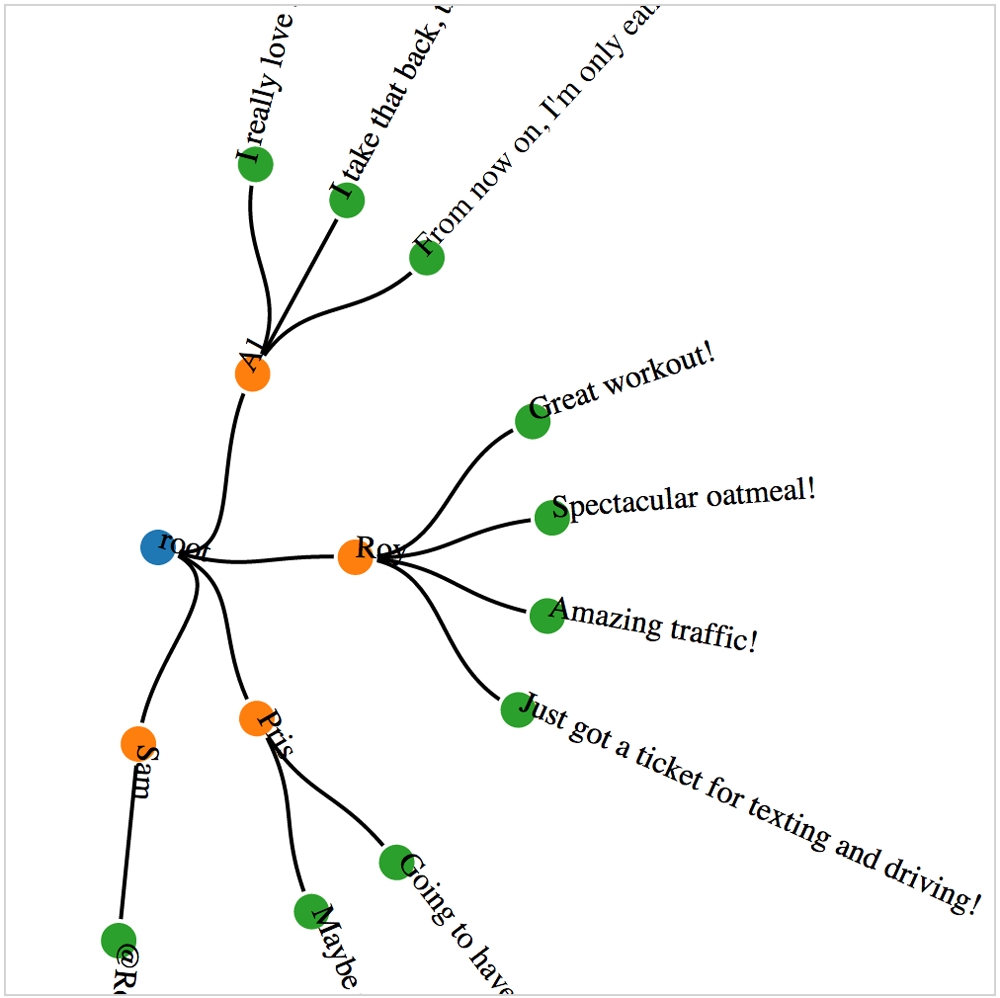 I really love
I take that back,
From now on, I'm only
Al
Great workout!
Spectacular oatmeal!
root
Roy
Amazing traffic!
Just got a ticket for texting and driving!
Pris
Sam
Going to have
Maybe